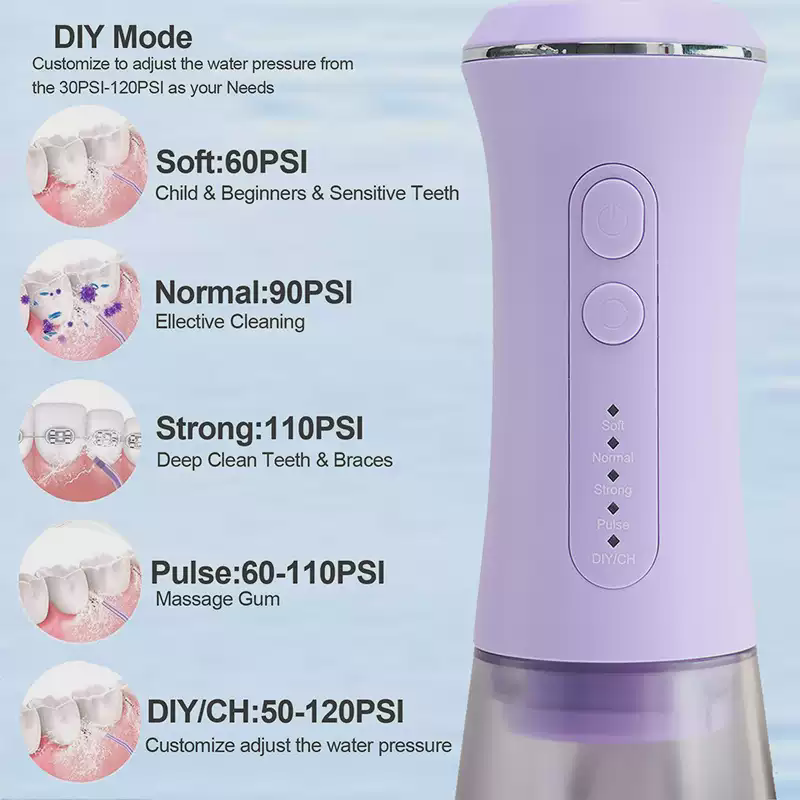 DIY Mode
Customize to adjust the water pressure from
the 30PSI-120PSI as your Needs
Soft:60PSI
Child & Beginners & Sensitive Teeth
Normal:90PSI
Ellective Cleaning
Strong:110PSI
Deep Clean Teeth & Braces
Pulse:60-110PSI
Massage Gum
DIY/CH:50-120PSI
Customize adjust the water pressure
Soft
Normal
Strong
Pulse
DIY/CH